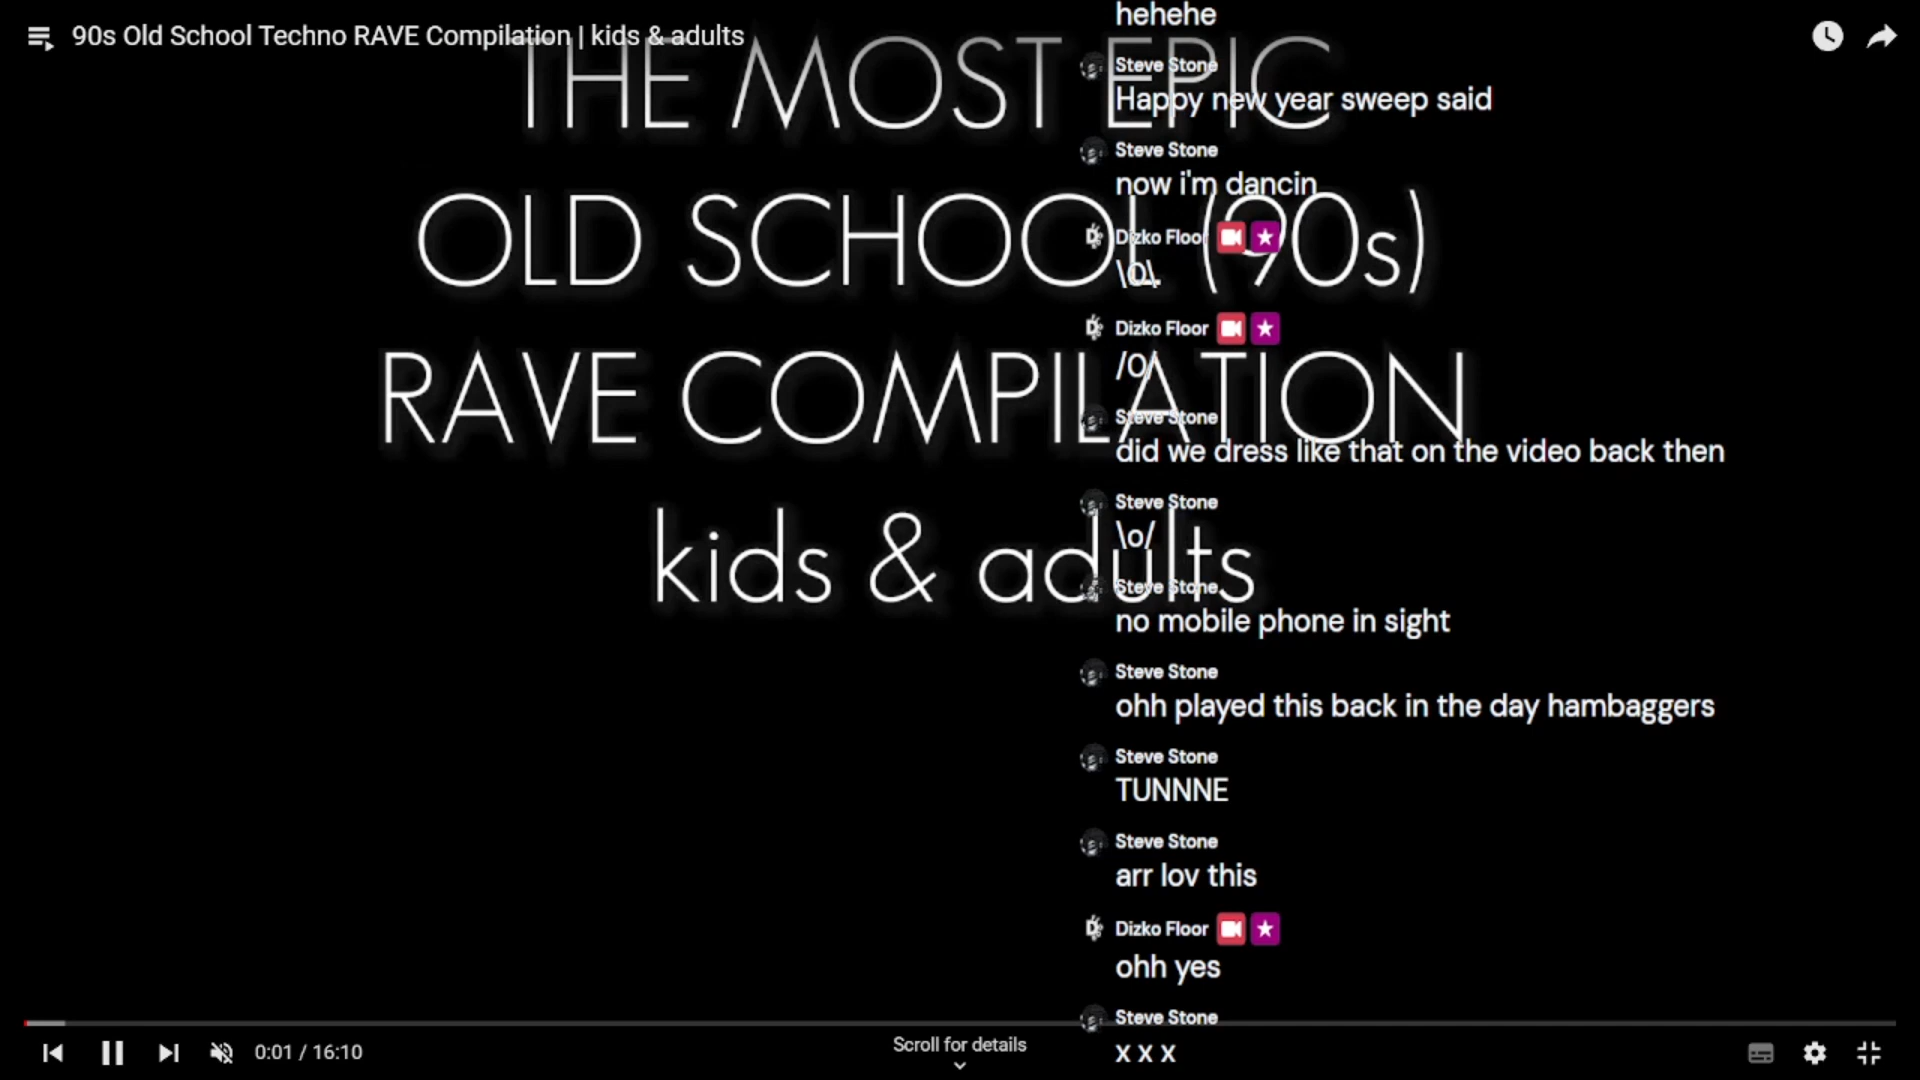 90s Old School Techno RAVE Compilation | kids & adults
THE MOST EPIC
OLD SCHOOL (90s)
RAVE COMPILATION
kids & adults
hehehe
Steve Stone
Happy new year sweep said
Steve Stone
now i'm dancin
Dizko Floor
\0\
Dizko Floor
/0/
Steve Stone
did we dress like that on the video back then
Steve Stone
\o/
Steve Stone
no mobile phone in sight
Steve Stone
ohh played this back in the day hambaggers
Steve Stone
TUNNNE
Steve Stone
arr lov this
Dizko Floor
ohh yes
Steve Stone
x x x
0:01 / 16:10
Scroll for details